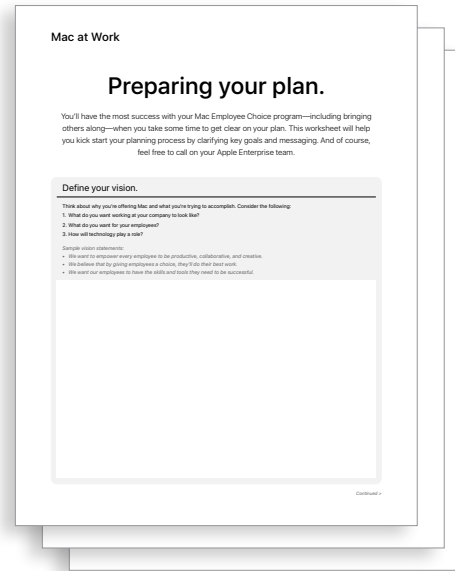 Mac at Work
Preparing your plan.
You'll have the most success with your Mac Employee Choice program—including bringing
others along—when you take some time to get clear on your plan. This worksheet will help
you kick start your planning process by clarifying key goals and messaging. And of course,
feel free to call on your Apple Enterprise team.
Define your vision.
Think about why you're offering Mac and what you're trying to accomplish. Consider the following:
1. What do you want working at your company to look like?
2. What do you want for your employees?
3. How will technology play a role?
Sample vision statements:
• We want to empower every employee to be productive, collaborative, and creative.
• We believe that by giving employees a choice, they'll do their best work.
• We want our employees to have the skills and tools they need to be successful.
Continued >